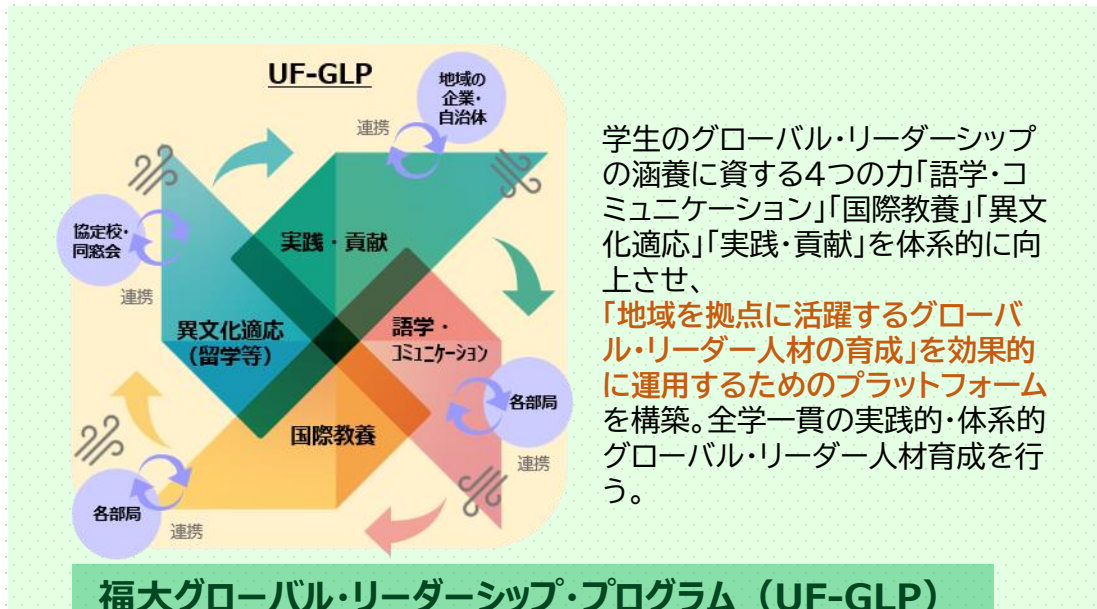 UF-GLP
地域の
企業・
自治体
連携
協定校・
同窓会
連携
実践・貢献
異文化適応
（留学等）
語学・
コミュニケーション
国際教養
各部局
連携
各部局
連携
学生のグローバル・リーダーシップ
の涵養に資する4つの力「語学・コ
ミュニケーション」「国際教養」「異文
化適応」「実践・貢献」を体系的に向
上させ、
「地域を拠点に活躍するグローバ
ル・リーダー人材の育成」を効果的
に運用するためのプラットフォーム
を構築。全学一貫の実践的・体系的
グローバル・リーダー人材育成を行
う。
福大グローバル・リーダーシップ・プログラム（UF-GLP）